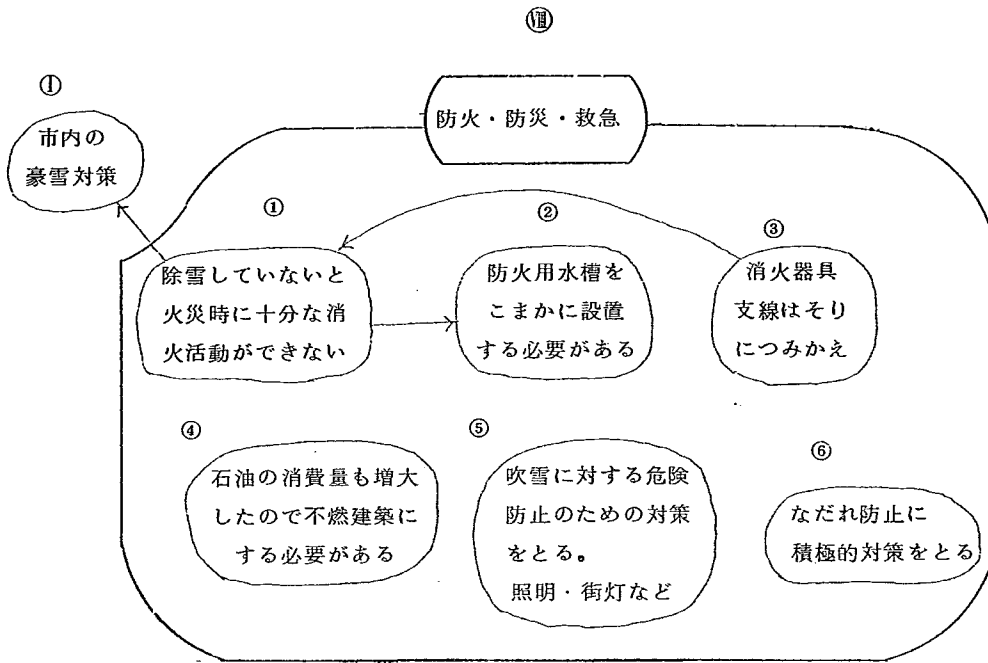 Ⅷ
Ⅰ
市内の
豪雪対策
防火・防災・救急
①
除雪していないと
火災時に十分な消
火活動ができない
②
防火用水槽を
こまかに設置
する必要がある
③
消火器具
支線はそり
につみかえ
④
石油の消費量も増大
したので不燃建築に
する必要がある
⑤
吹雪に対する危険
防止のための対策
をとる。
照明・街灯など
⑥
なだれ防止に
積極的対策をとる